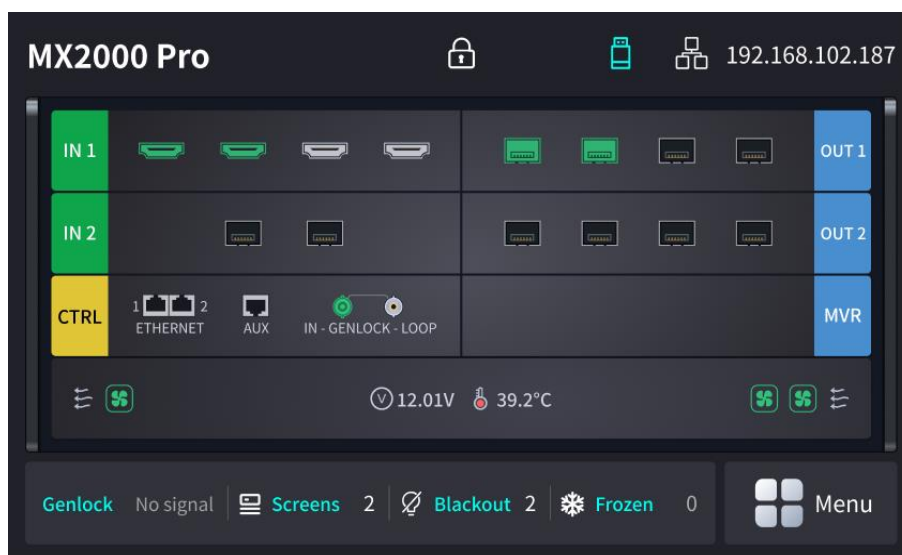 MX2000 Pro 192.168.102.187
IN 1 OUT 1
IN 2 OUT 2
CTRL 1 2 ETHERNET AUX IN - GENLOCK - LOOP MVR
V 12.01V 39.2°C
Genlock No signal Screens 2 Blackout 2 Frozen 0 Menu